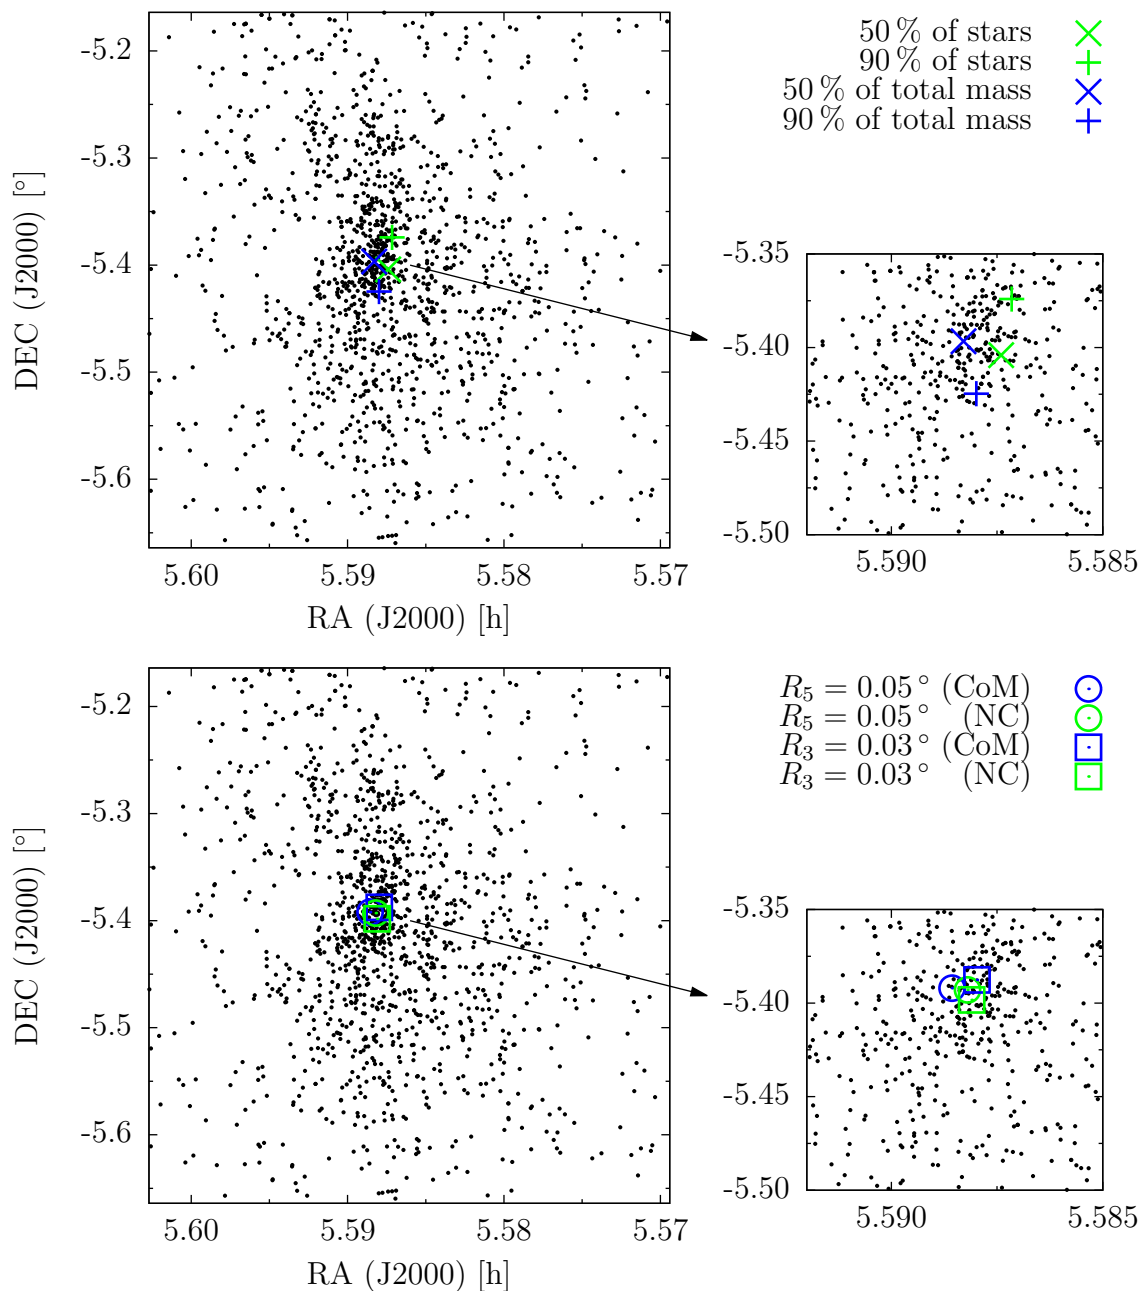 50 % of stars
90 % of stars
50 % of total mass
90 % of total mass
DEC (J2000) [°]
-5.2
-5.3
-5.4
-5.5
-5.6
5.60 5.59 5.58 5.57
RA (J2000) [h]
-5.35
-5.40
-5.45
-5.50
5.590 5.585
R5 = 0.05 ° (CoM)
R5 = 0.05 ° (NC)
R3 = 0.03 ° (CoM)
R3 = 0.03 ° (NC)
DEC (J2000) [°]
-5.2
-5.3
-5.4
-5.5
-5.6
5.60 5.59 5.58 5.57
RA (J2000) [h]
-5.35
-5.40
-5.45
-5.50
5.590 5.585